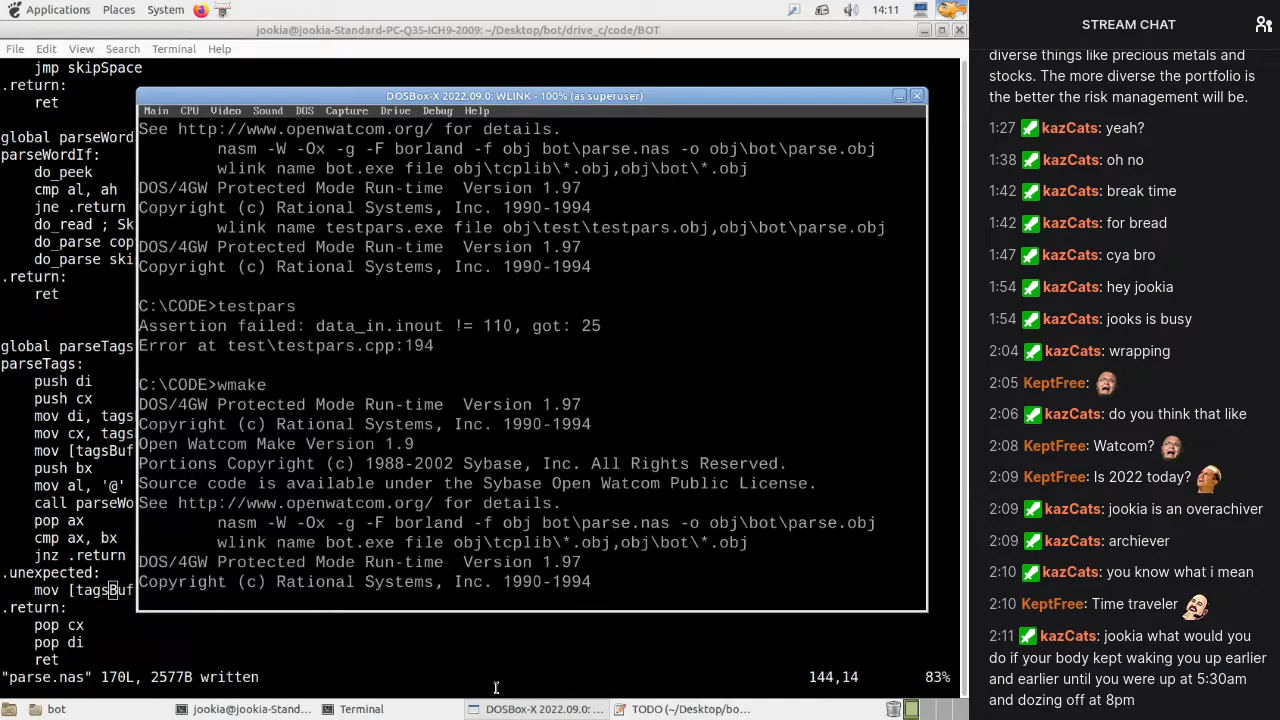 Applications Places System 14:11
jookia@jookia-Standard-PC-Q35-ICH9-2009: ~/Desktop/bot/drive_c/code/BOT
File Edit View Search Terminal Help
jmp skipSpace
.return:
ret
global parseWord
parseWordIf:
do_peek
cmp al, ah
jne .return
do_read ; Sk
do_parse cop
do_parse ski
.return:
ret
global parseTags
parseTags:
push di
push cx
mov di, tags
mov cx, tags
mov [tagsBuf
push bx
mov al, '@'
call parseWo
pop ax
cmp ax, bx
jnz .return
.unexpected:
mov [tagsBuf
.return:
pop cx
pop di
ret
"parse.nas" 170L, 2577B written 144,14 83%
DOSBox-X 2022.09.0: WLINK - 100% (as superuser)
Main CPU Video Sound DOS Capture Drive Debug Help
See http://www.openwatcom.org/ for details.
nasm -W -Ox -g -F borland -f obj bot\parse.nas -o obj\bot\parse.obj
wlink name bot.exe file obj\tcplib\*.obj,obj\bot\*.obj
DOS/4GW Protected Mode Run-time Version 1.97
Copyright (c) Rational Systems, Inc. 1990-1994
wlink name testpars.exe file obj\test\testpars.obj,obj\bot\parse.obj
DOS/4GW Protected Mode Run-time Version 1.97
Copyright (c) Rational Systems, Inc. 1990-1994
C:\CODE>testpars
Assertion failed: data_in.inout != 110, got: 25
Error at test\testpars.cpp:194
C:\CODE>wmake
DOS/4GW Protected Mode Run-time Version 1.97
Copyright (c) Rational Systems, Inc. 1990-1994
Open Watcom Make Version 1.9
Portions Copyright (c) 1988-2002 Sybase, Inc. All Rights Reserved.
Source code is available under the Sybase Open Watcom Public License.
See http://www.openwatcom.org/ for details.
nasm -W -Ox -g -F borland -f obj bot\parse.nas -o obj\bot\parse.obj
wlink name bot.exe file obj\tcplib\*.obj,obj\bot\*.obj
DOS/4GW Protected Mode Run-time Version 1.97
Copyright (c) Rational Systems, Inc. 1990-1994
bot jookia@jookia-Stand... Terminal DOSBox-X 2022.09.0: ... TODO (~/Desktop/bo...
STREAM CHAT
diverse things like precious metals and
stocks. The more diverse the portfolio is
the better the risk management will be.
1:27 kazCats: yeah?
1:38 kazCats: oh no
1:42 kazCats: break time
1:42 kazCats: for bread
1:47 kazCats: cya bro
1:54 kazCats: hey jookia
1:54 kazCats: jooks is busy
2:04 kazCats: wrapping
2:05 KeptFree:
2:06 kazCats: do you think that like
2:08 KeptFree: Watcom?
2:09 KeptFree: Is 2022 today?
2:09 kazCats: jookia is an overachiver
2:09 kazCats: archiever
2:10 kazCats: you know what i mean
2:10 KeptFree: Time traveler
2:11 kazCats: jookia what would you
do if your body kept waking you up earlier
and earlier until you were up at 5:30am
and dozing off at 8pm